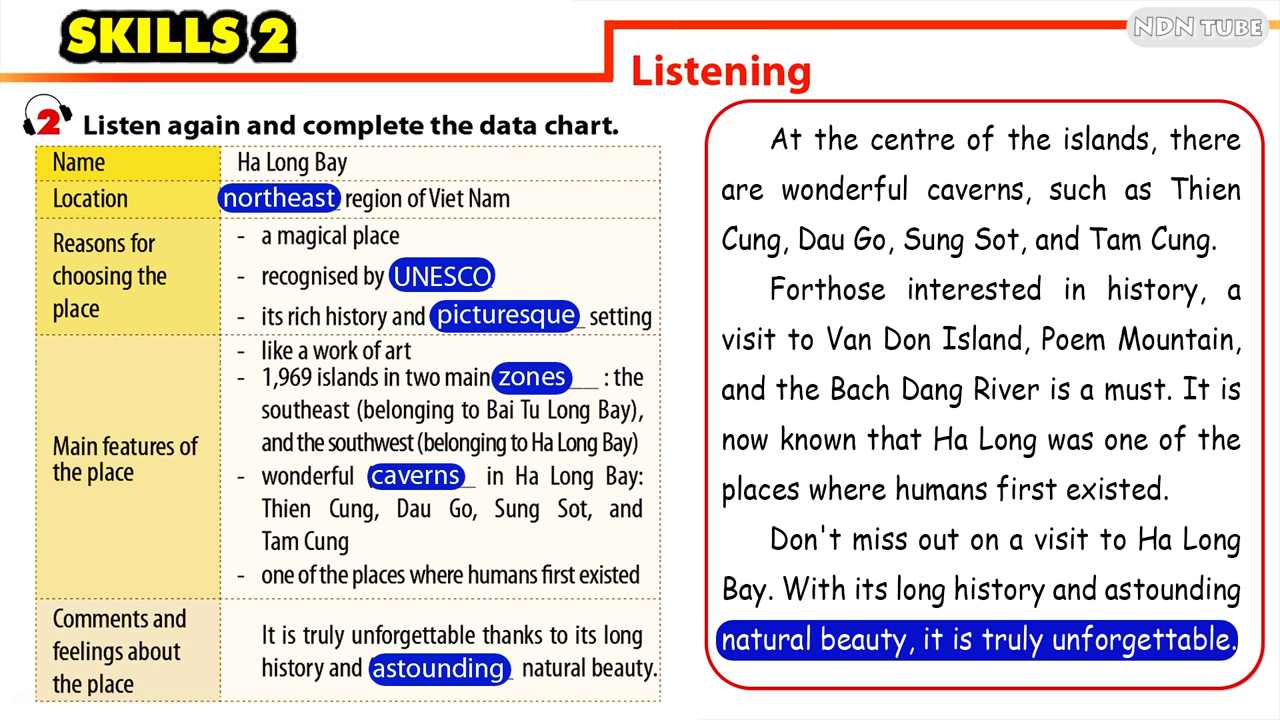 SKILLS 2
NDN TUBE
Listening
2 Listen again and complete the data chart.
Name Ha Long Bay
Location northeast region of Viet Nam
Reasons for choosing the place
- a magical place
- recognised by UNESCO
- its rich history and picturesque setting
Main features of the place
- like a work of art
- 1,969 islands in two main zones : the
southeast (belonging to Bai Tu Long Bay),
and the southwest (belonging to Ha Long Bay)
- wonderful caverns in Ha Long Bay:
Thien Cung, Dau Go, Sung Sot, and
Tam Cung
- one of the places where humans first existed
Comments and feelings about the place
It is truly unforgettable thanks to its long
history and astounding natural beauty.
At the centre of the islands, there
are wonderful caverns, such as Thien
Cung, Dau Go, Sung Sot, and Tam Cung.
Forthose interested in history, a
visit to Van Don Island, Poem Mountain,
and the Bach Dang River is a must. It is
now known that Ha Long was one of the
places where humans first existed.
Don't miss out on a visit to Ha Long
Bay. With its long history and astounding
natural beauty, it is truly unforgettable.